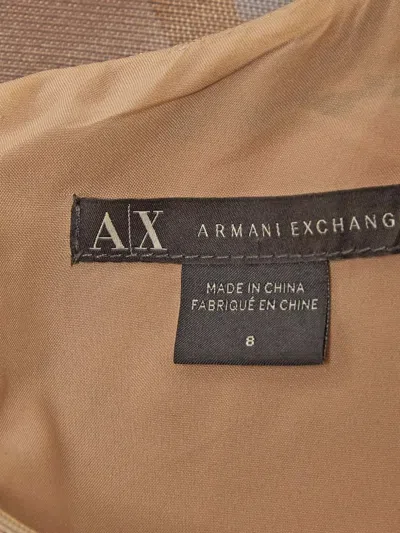 A|X ARMANI EXCHANG
MADE IN CHINA
FABRIQUÉ EN CHINE
8